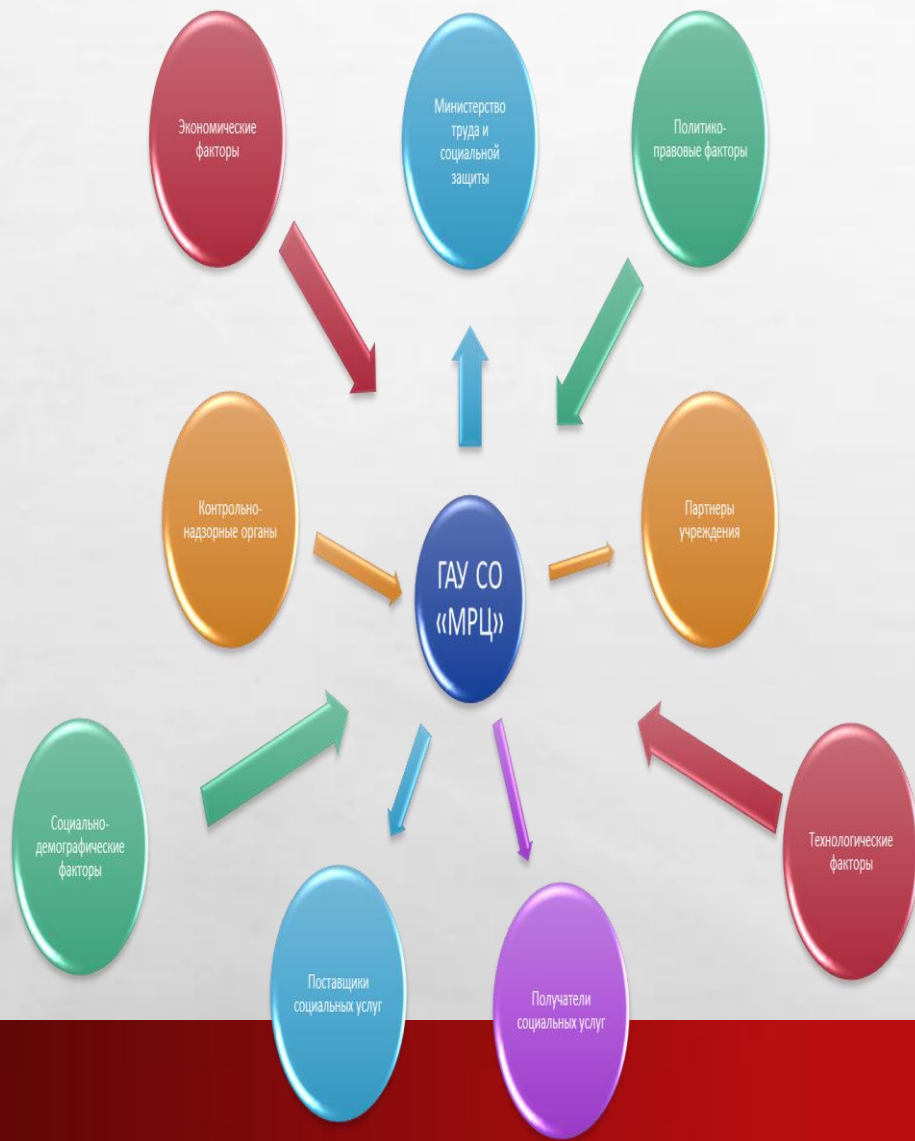 Экономические
факторы
Министерство
труда и
социальной
защиты
Политико-
правовые факторы
Контрольно-
надзорные органы
Партнеры
учреждения
ГАУ СО
«МРЦ»
Социально-
демографические
факторы
Технологические
факторы
Поставщики
социальных услуг
Получатели
социальных услуг